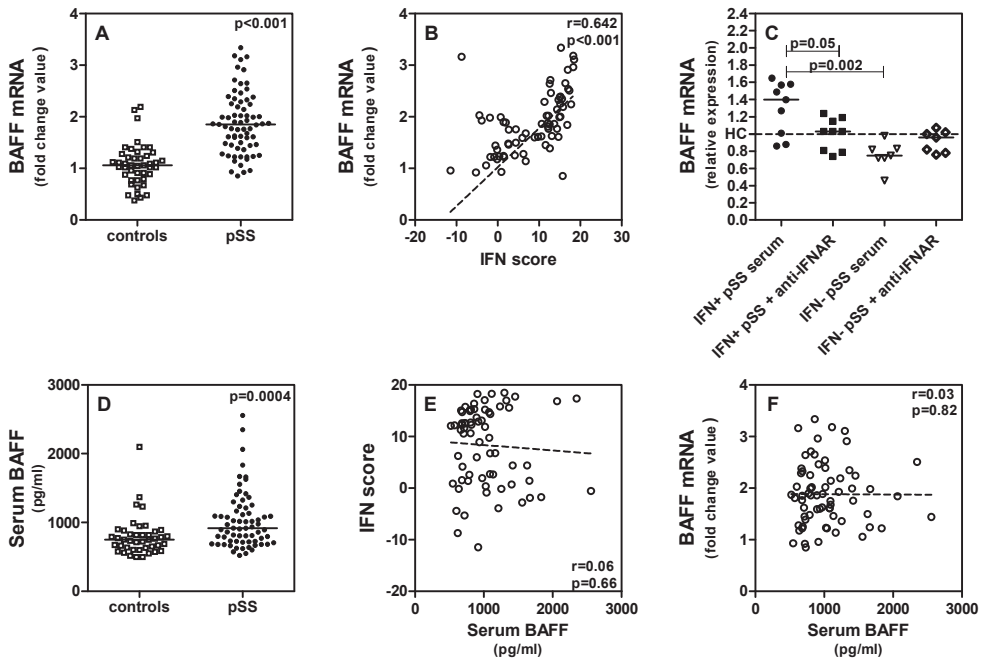 A
p<0.001
BAFF mRNA
(fold change value)
4
3
2
1
0
controls
pSS
B
r=0.642
p<0.001
BAFF mRNA
(fold change value)
4
3
2
1
0
-20
-10
0
10
20
30
IFN score
C
p=0.05
p=0.002
BAFF mRNA
(relative expression)
2.4
2.2
2.0
1.8
1.6
1.4
1.2
HC
0.8
0.6
0.4
0.2
0.0
IFN+ pSS serum
IFN+ pSS + anti-IFNAR
IFN- pSS serum
IFN- pSS + anti-IFNAR
D
p=0.0004
Serum BAFF
(pg/ml)
3000
2000
1000
0
controls
pSS
E
r=0.06
p=0.66
IFN score
20
10
0
-10
-20
0
1000
2000
3000
Serum BAFF
(pg/ml)
F
r=0.03
p=0.82
BAFF mRNA
(fold change value)
4
3
2
1
0
0
1000
2000
3000
Serum BAFF
(pg/ml)